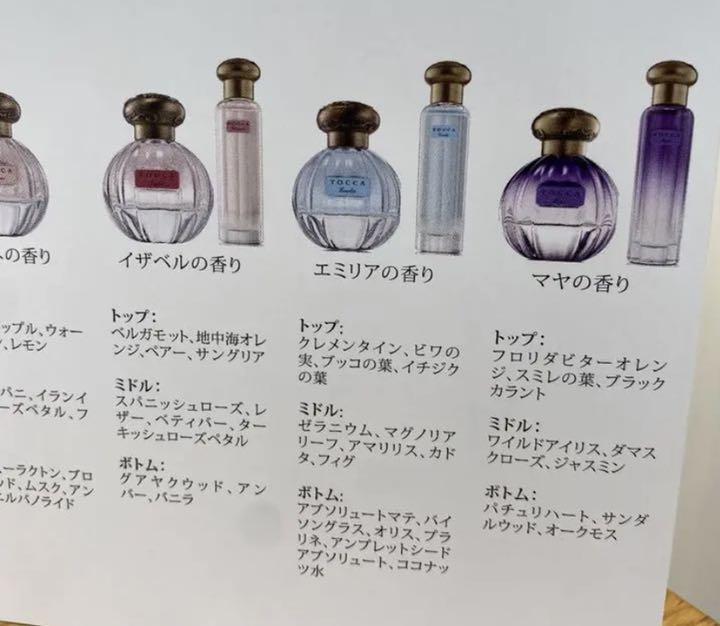 への香り
ップル、ウォー
、レモン
パニ、イランイ
ーズペタル、フ
ーラクトン、ブロ
ッド、ムスク、アン
ニルバノライド
TOCCA
イザベルの香り
トップ:
ベルガモット、地中海オレ
ンジ、ペアー、サングリア
ミドル:
スパニッシュローズ、レ
ザー、ベティバー、ター
キッシュローズペタル
ボトム:
グアヤクウッド、アン
バー、バニラ
TOCCA
TOCCA
エミリアの香り
トップ:
クレメンタイン、ビワの
実、ブッコの葉、イチジク
の葉
ミドル:
ゼラニウム、マグノリア
リーフ、アマリリス、カド
タ、フィグ
ボトム:
アブソリュートマテ、バイ
ソングラス、オリス、プラ
リネ、アンブレットシード
アブソリュート、ココナッ
ツ水
TOCCA
TOCCA
マヤの香り
トップ:
フロリダビターオレン
ジ、スミレの葉、ブラック
カラント
ミドル:
ワイルドアイリス、ダマス
クローズ、ジャスミン
ボトム:
パチュリハート、サンダ
ルウッド、オークモス